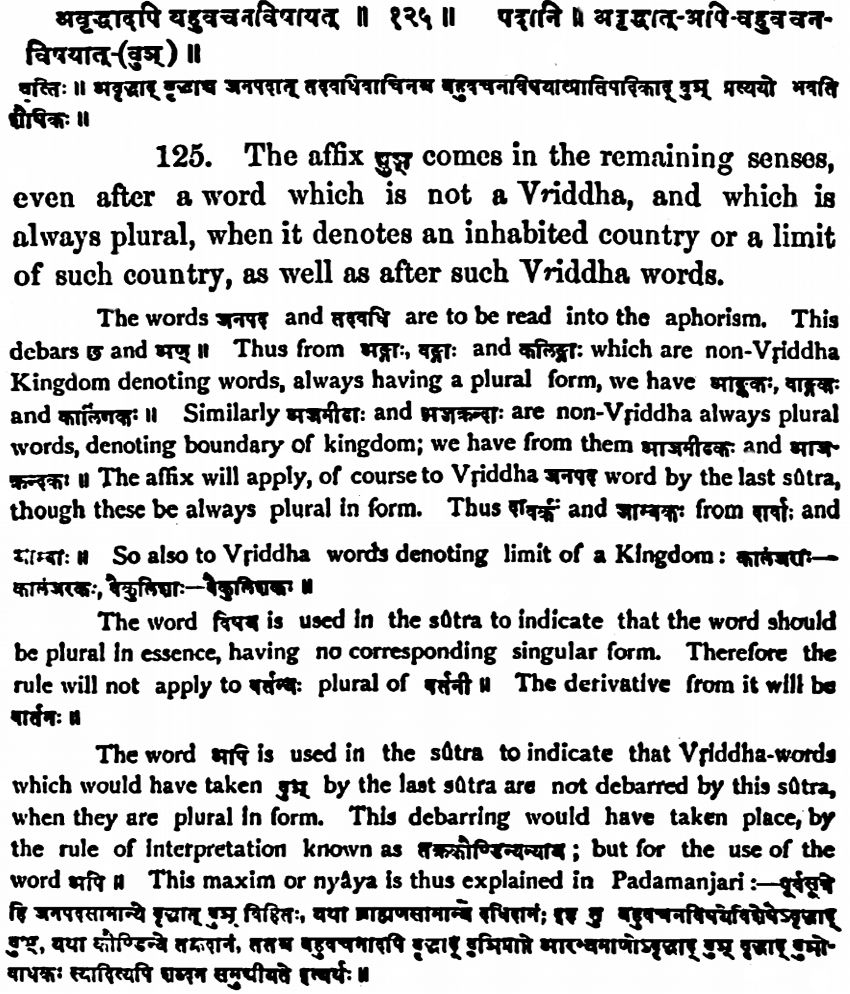 अवृद्धादपि बहुवचनविषयात् ॥ १२५ ॥ पदानि ॥ अवृद्धात्-अपि-बहुवचन-
विषयात्-(वुञ्) ॥
वृत्तिः ॥ अवृद्धाद् वृद्धाच्च जनपदात् तदवधिवाचिनश्च बहुवचनविषयात्प्रातिपदिकाद् वुञ् प्रत्ययो भवति
शैषिकः ॥
125. The affix वुञ् comes in the remaining senses,
even after a word which is not a Vriddha, and which is
always plural, when it denotes an inhabited country or a limit
of such country, as well as after such Vriddha words.
The words जनपद and तदवधि are to be read into the aphorism. This
debars छ and अण् ॥ Thus from अङ्गाः, वङ्गाः and कलिङ्गाः which are non-Vṛiddha
Kingdom denoting words, always having a plural form, we have आङ्गकः, वाङ्गकः
and कालिंगकः ॥ Similarly अजमीढाः and अजक्रन्दाः are non-Vṛiddha always plural
words, denoting boundary of kingdom; we have from them आजमीढकः and आज-
क्रन्दकः ॥ The affix will apply, of course to Vṛiddha जनपद word by the last sûtra,
though these be always plural in form. Thus दार्वकः and जाम्बकः from दार्वाः and
जाम्बाः ॥ So also to Vṛiddha words denoting limit of a Kingdom: कालंजराः—
कालंजरकः, वैकुलिशाः—वैकुलिशकः ॥
The word विषय is used in the sûtra to indicate that the word should
be plural in essence, having no corresponding singular form. Therefore the
rule will not apply to वर्तन्यः plural of वर्तनी ॥ The derivative from it will be
वार्तनः ॥
The word अपि is used in the sûtra to indicate that Vṛiddha-words
which would have taken वुञ् by the last sûtra are not debarred by this sûtra,
when they are plural in form. This debarring would have taken place, by
the rule of interpretation known as तक्रकौण्डिन्यन्याय ; but for the use of the
word अपि ॥ This maxim or nyâya is thus explained in Padamanjari :—पूर्वसूत्रे
हि जनपदसामान्ये वृद्धात् वुञ् विहितः, यथा ब्राह्मणसामान्ये दधिदानं; इह तु बहुवचनविषयेविशेषेऽवृद्धाद्
वुञ्, यथा कौण्डिन्ये तक्रदानं, ततश्च बहुवचनादपि वृद्धाद् वुञिप्राप्ते आरभ्यमाणोऽवृद्धाद् वुञ् वृद्धाद् वुञो-
बाधकः स्यादित्यपि शब्देन समुच्चीयते इत्यर्थः ॥